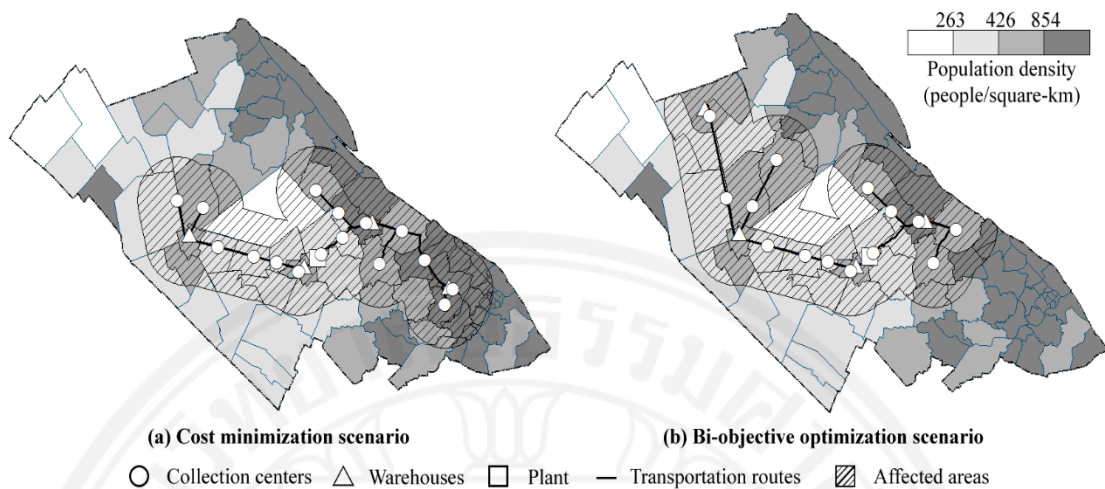 263 426 854
Population density
(people/square-km)
(a) Cost minimization scenario
(b) Bi-objective optimization scenario
Collection centers
Warehouses
Plant
Transportation routes
Affected areas